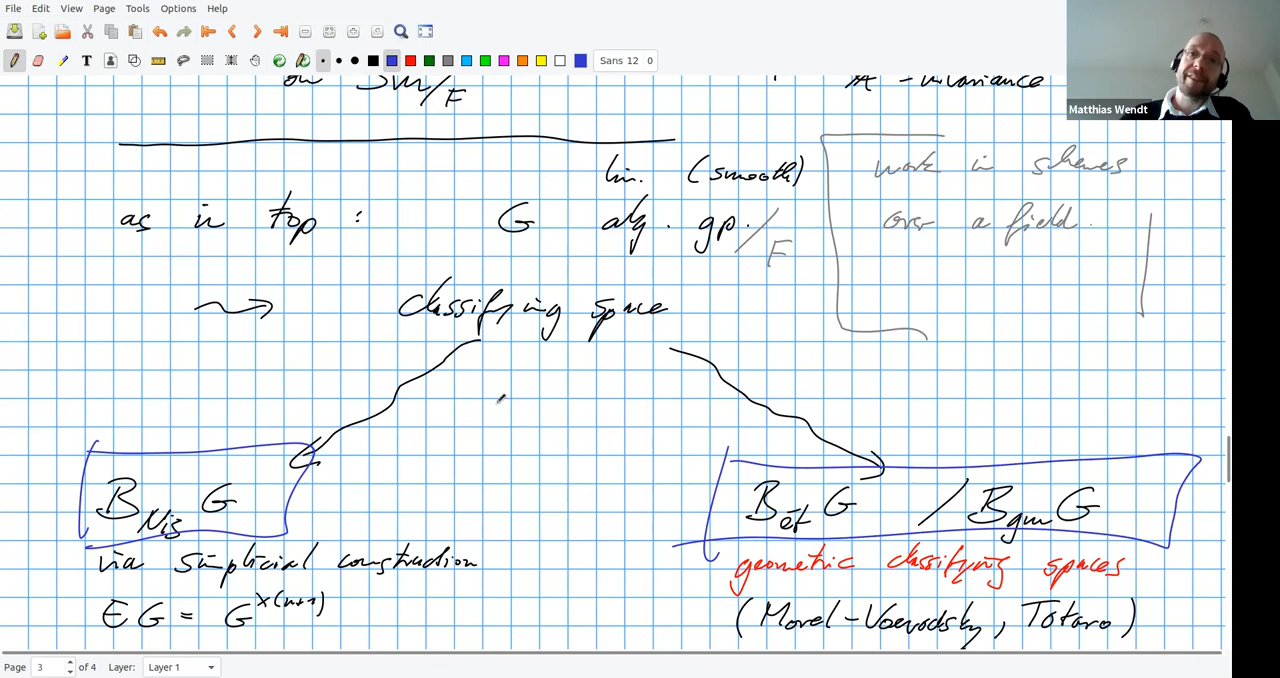 File Edit View Page Tools Options Help
Sans 12 0
Matthias Wendt
on Sm/F
-invariance
lin. (smooth)
work in schemes
as in top : G alg. gp./F
over a field.
classifying space
B_Nis G
B_ét G / B_gm G
via simplicial construction
geometric classifying spaces
EG = G^×(n+1)
(Morel-Voevodsky, Totaro)
Page 3 of 4 Layer: Layer 1